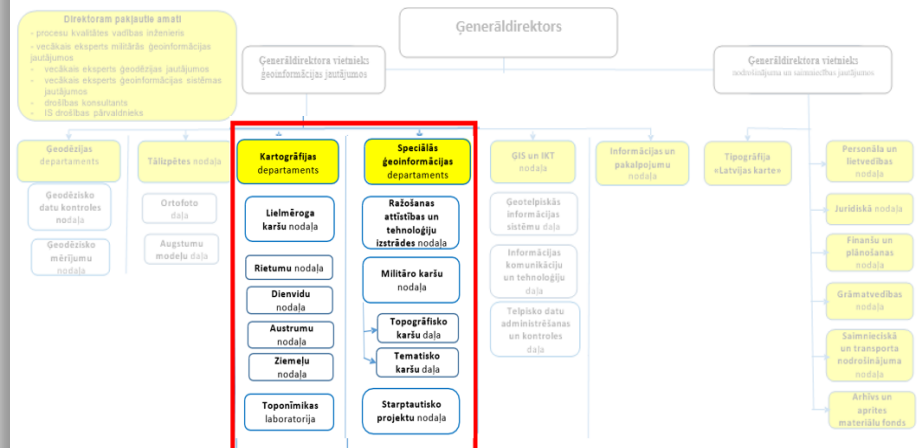 Direktoram pakļautie amati
- procesu kvalitātes vadības inženieris
- vecākais eksperts militārās ģeoinformācijas
jautājumos
- vecākais eksperts ģeodēzijas jautājumos
- vecākais eksperts ģeoinformācijas sistēmas
jautājumos
- drošības konsultants
- IS drošības pārvaldnieks
Ģenerāldirektors
Ģenerāldirektora vietnieks
ģeoinformācijas jautājumos
Ģenerāldirektora vietnieks
nodrošinājuma un saimniecības jautājumos
Ģeodēzijas
departaments
Ģeodēzisko
datu kontroles
nodaļa
Ģeodēzisko
mērījumu
nodaļa
Tālizpētes nodaļa
Ortofoto
daļa
Augstumu
modeļu daļa
Kartogrāfijas
departaments
Lielmēroga
karšu nodaļa
Rietumu nodaļa
Dienvidu
nodaļa
Austrumu
nodaļa
Ziemeļu
nodaļa
Toponīmikas
laboratorija
Speciālās
ģeoinformācijas
departaments
Ražošanas
attīstības un
tehnoloģiju
izstrādes nodaļa
Militāro karšu
nodaļa
Topogrāfisko
karšu daļa
Tematisko
karšu daļa
Starptautisko
projektu nodaļa
ĢIS un IKT
nodaļa
Ģeotelpiskās
informācijas
sistēmu daļa
Informācijas
komunikāciju
un tehnoloģiju
daļa
Telpisko datu
administrēšanas
un kontroles
daļa
Informācijas un
pakalpojumu
nodaļa
Tipogrāfija
«Latvijas karte»
Personāla un
lietvedības
nodaļa
Juridiskā nodaļa
Finanšu un
plānošanas
nodaļa
Grāmatvedības
nodaļa
Saimnieciskā
un transporta
nodrošinājuma
nodaļa
Arhīvs un
aprites
materiālu fonds